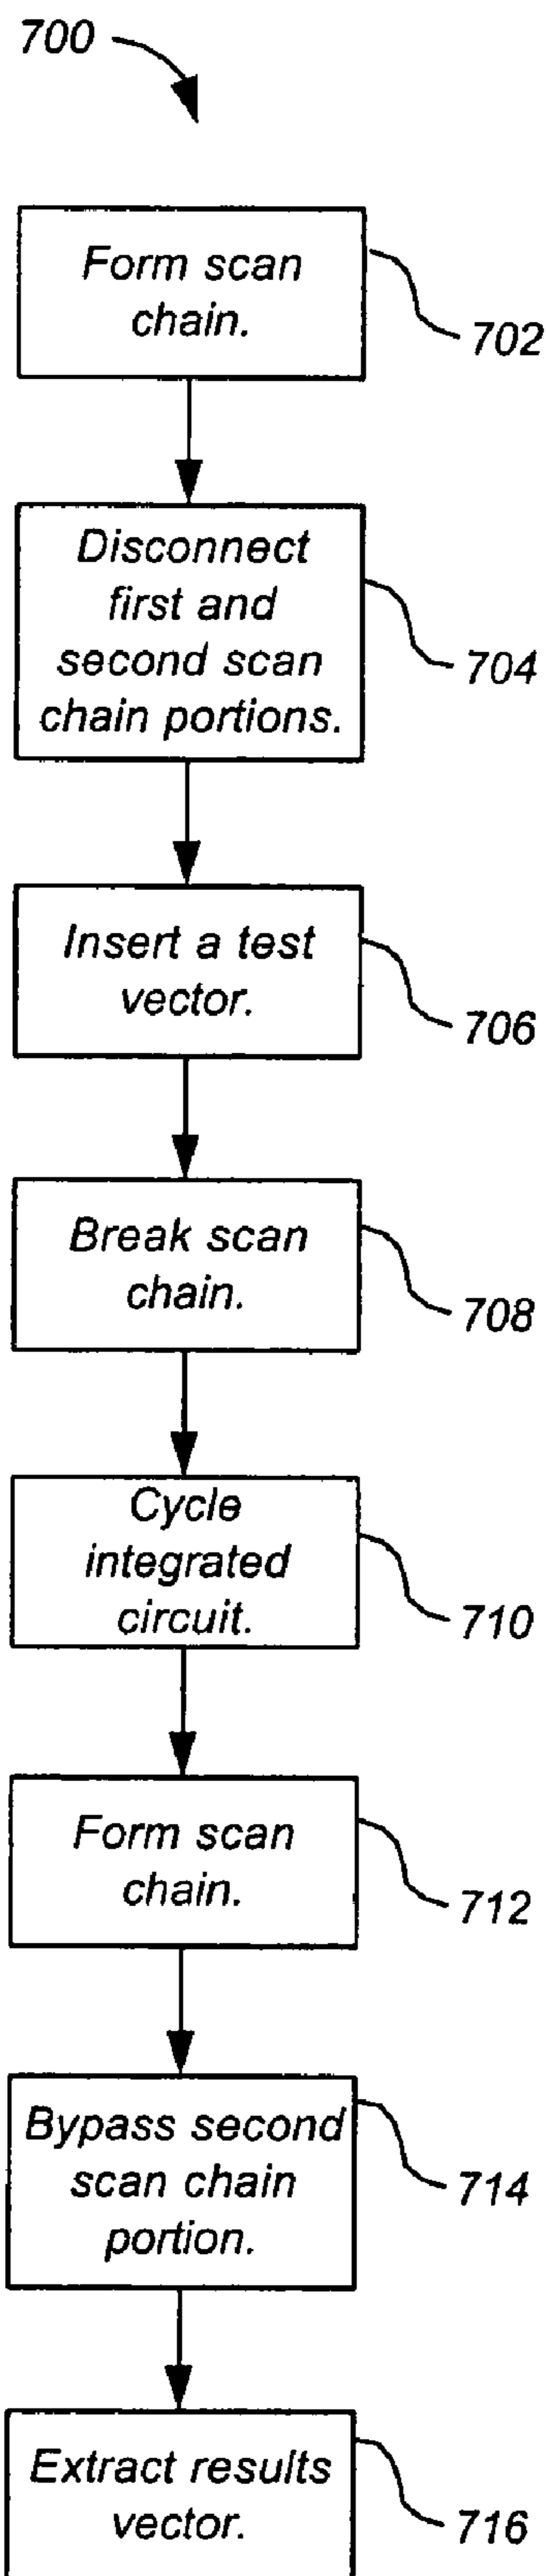 700
Form scan
chain.
702
Disconnect
first and
second scan
chain portions.
704
Insert a test
vector.
706
Break scan
chain.
708
Cycle
integrated
circuit.
710
Form scan
chain.
712
Bypass second
scan chain
portion.
714
Extract results
vector.
716